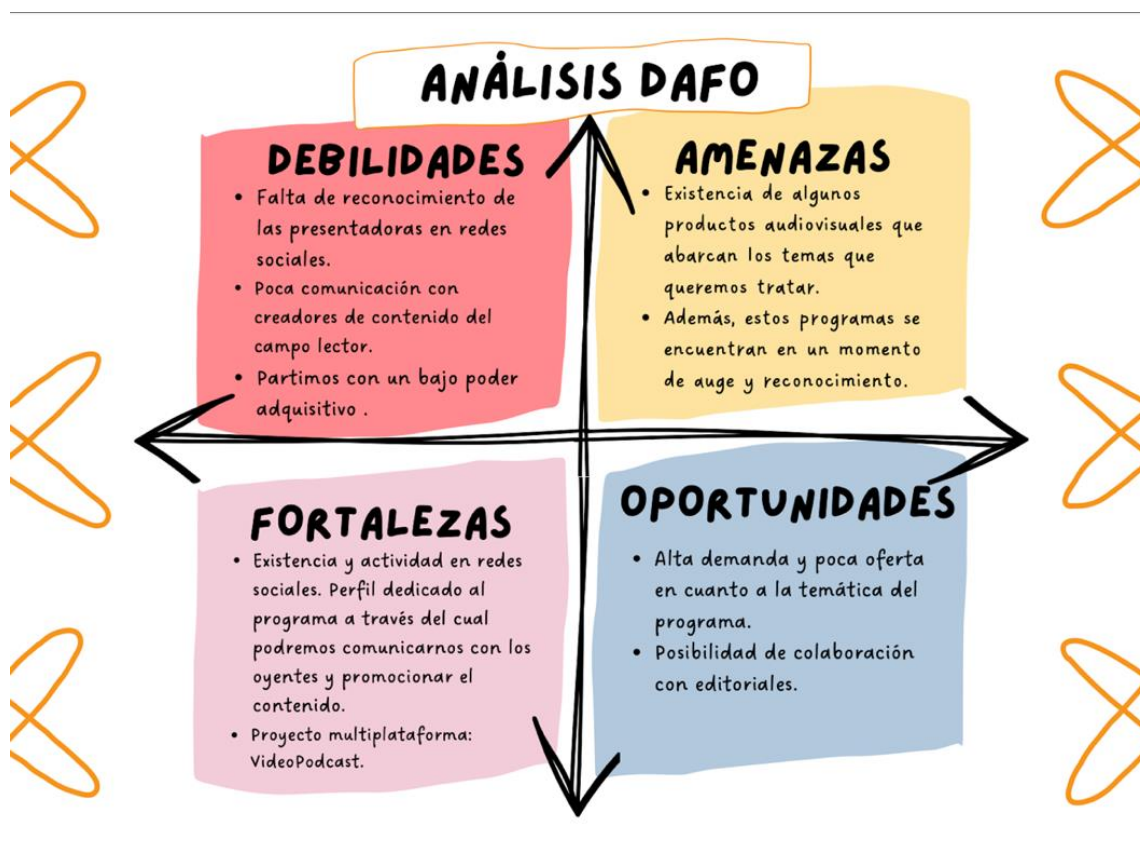 ANÁLISIS DAFO
DEBILIDADES
• Falta de reconocimiento de
las presentadoras en redes
sociales.
• Poca comunicación con
creadores de contenido del
campo lector.
• Partimos con un bajo poder
adquisitivo .
AMENAZAS
• Existencia de algunos
productos audiovisuales que
abarcan los temas que
queremos tratar.
• Además, estos programas se
encuentran en un momento
de auge y reconocimiento.
FORTALEZAS
• Existencia y actividad en redes
sociales. Perfil dedicado al
programa a través del cual
podremos comunicarnos con los
oyentes y promocionar el
contenido.
• Proyecto multiplataforma:
VideoPodcast.
OPORTUNIDADES
• Alta demanda y poca oferta
en cuanto a la temática del
programa.
• Posibilidad de colaboración
con editoriales.